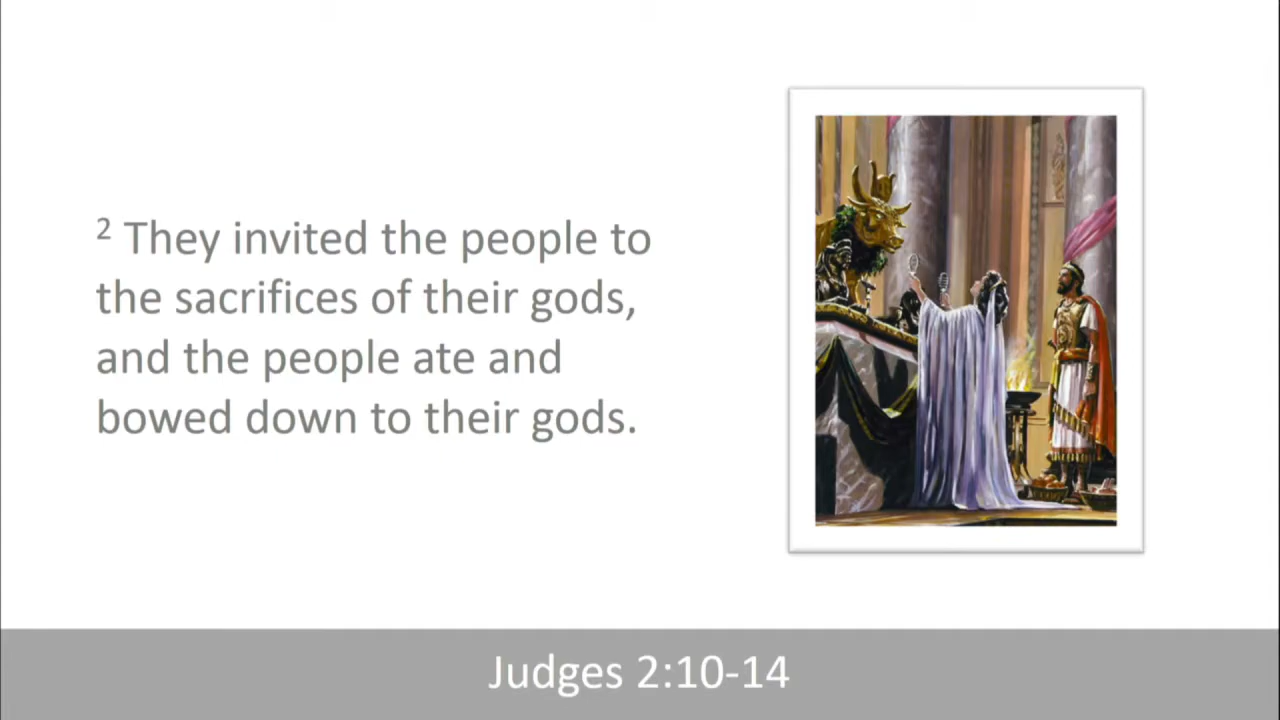 2 They invited the people to
the sacrifices of their gods,
and the people ate and
bowed down to their gods.
Judges 2:10-14